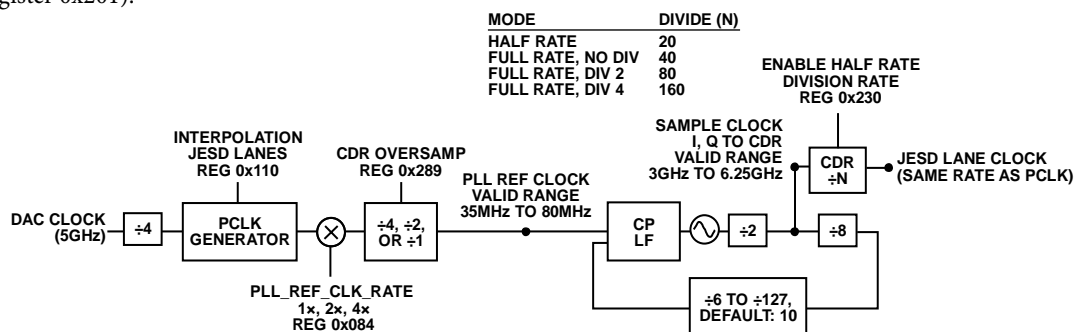 gister 0x201).
MODE DIVIDE (N)
HALF RATE 20
FULL RATE, NO DIV 40
FULL RATE, DIV 2 80
FULL RATE, DIV 4 160
ENABLE HALF RATE
DIVISION RATE
REG 0x230
INTERPOLATION
JESD LANES
REG 0x110
CDR OVERSAMP
REG 0x289
PLL REF CLOCK
VALID RANGE
35MHz TO 80MHz
SAMPLE CLOCK
I, Q TO CDR
VALID RANGE
3GHz TO 6.25GHz
CDR
÷N
JESD LANE CLOCK
(SAME RATE AS PCLK)
DAC CLOCK
(5GHz)
÷4
PCLK
GENERATOR
÷4, ÷2,
OR ÷1
CP
LF
÷2
÷8
PLL_REF_CLK_RATE
1×, 2×, 4×
REG 0x084
÷6 TO ÷127,
DEFAULT: 10